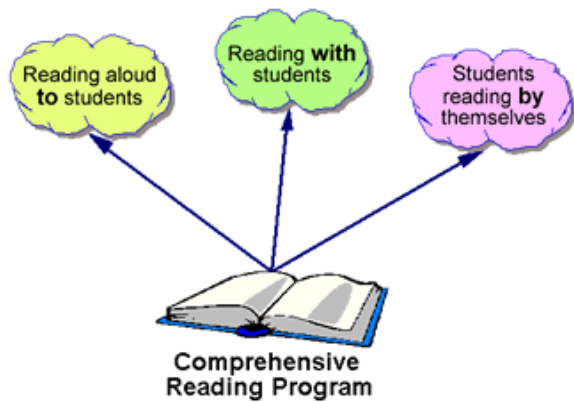 Reading aloud
to students
Reading with
students
Students
reading by
themselves
Comprehensive
Reading Program